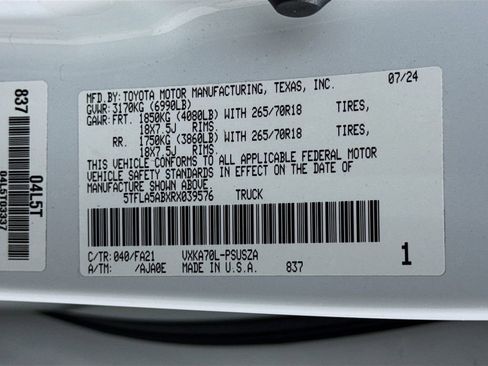 MFD.BY:TOYOTA MOTOR MANUFACTURING, TEXAS, INC. 07/24
GVWR: 3170KG (6990LB)
GAWR: FRT. 1850KG (4080LB) WITH 265/70R18 TIRES,
18X7.5J RIMS,
RR. 1750KG (3860LB) WITH 265/70R18 TIRES,
18X7.5J RIMS,
THIS VEHICLE CONFORMS TO ALL APPLICABLE FEDERAL MOTOR
VEHICLE SAFETY STANDARDS IN EFFECT ON THE DATE OF
MANUFACTURE SHOWN ABOVE.
5TFLA5ABXRX039576 TRUCK
C/TR: 040/FA21 VXKA70L-PSUSZA
A/TM: /AJA0E MADE IN U.S.A. 837
1
837
04L5T
04L5T03337